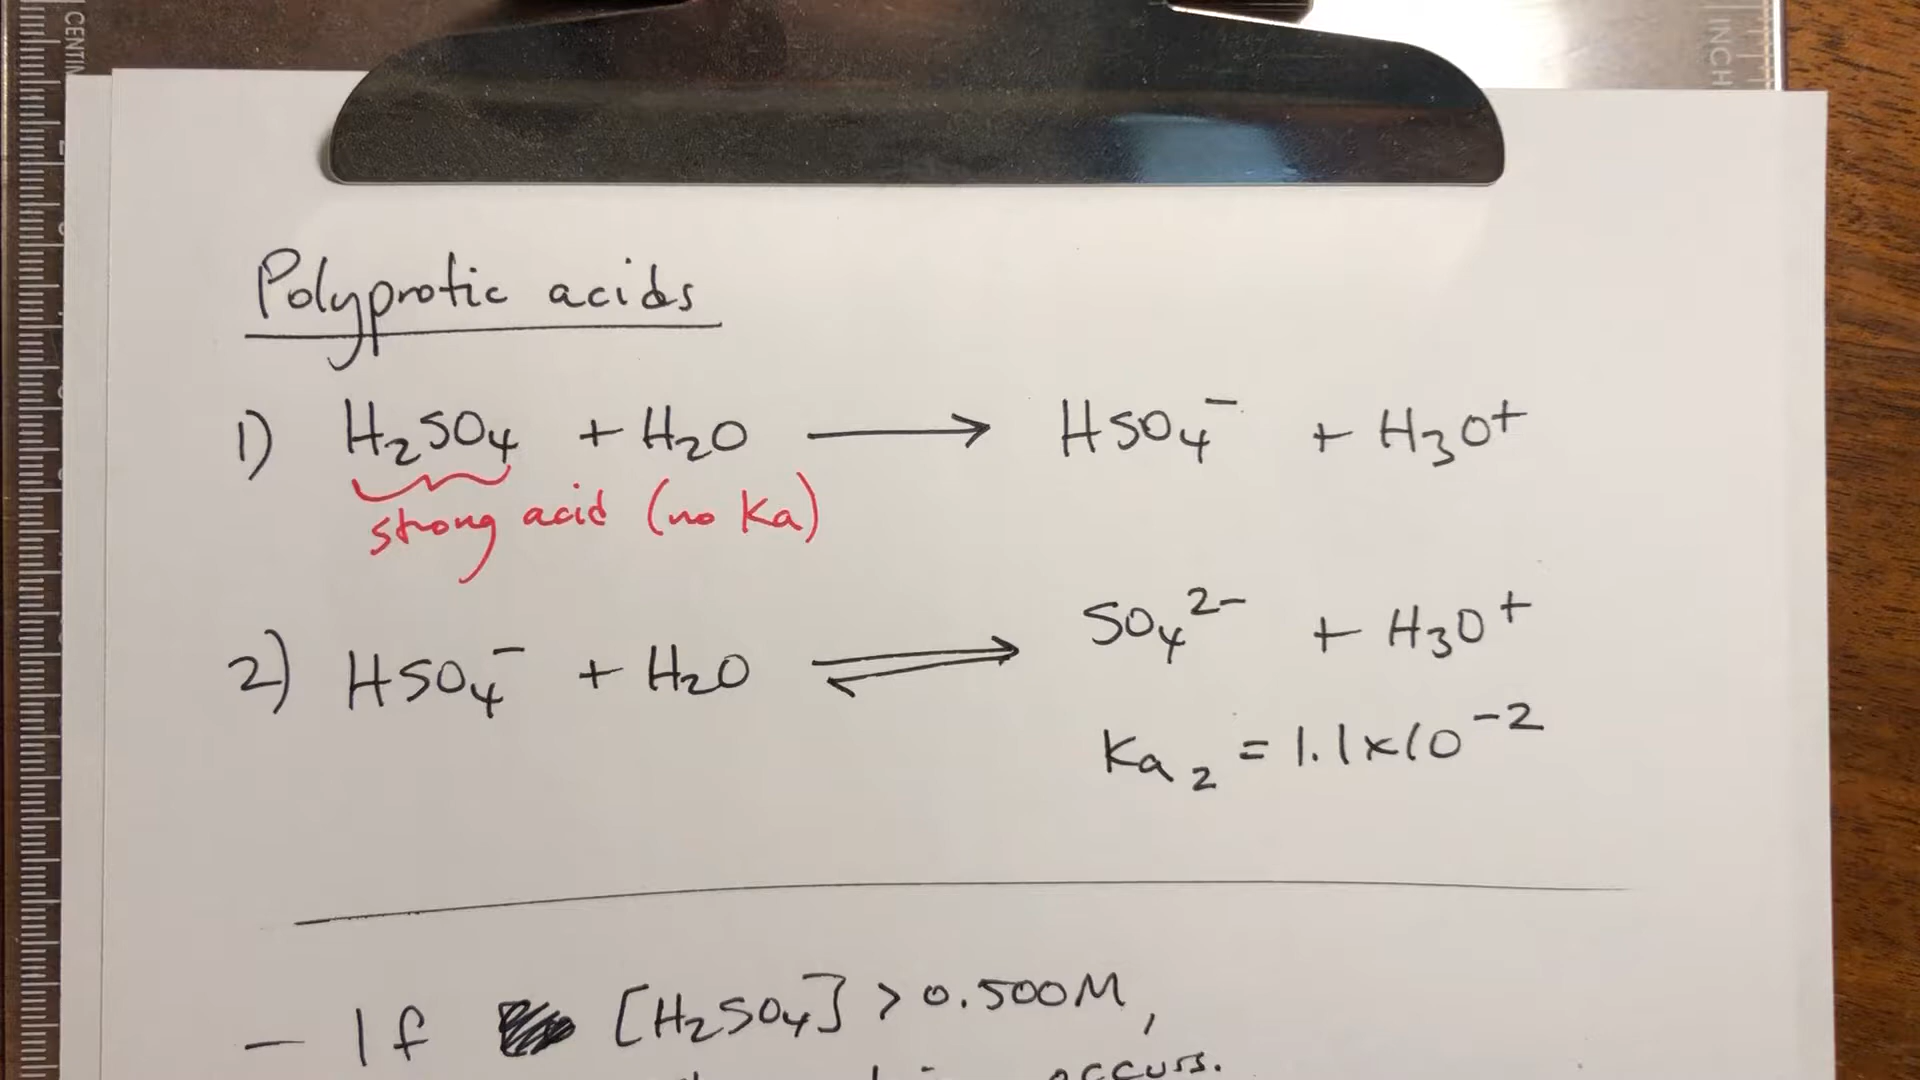 CENTIM
INCH
Polyprotic acids
1) H₂SO₄ + H₂O ⟶ HSO₄⁻ + H₃O⁺
strong acid (no Ka)
2) HSO₄⁻ + H₂O ⇌ SO₄²⁻ + H₃O⁺
Ka₂ = 1.1×10⁻²
— If [H₂SO₄] > 0.500M,
occurs.